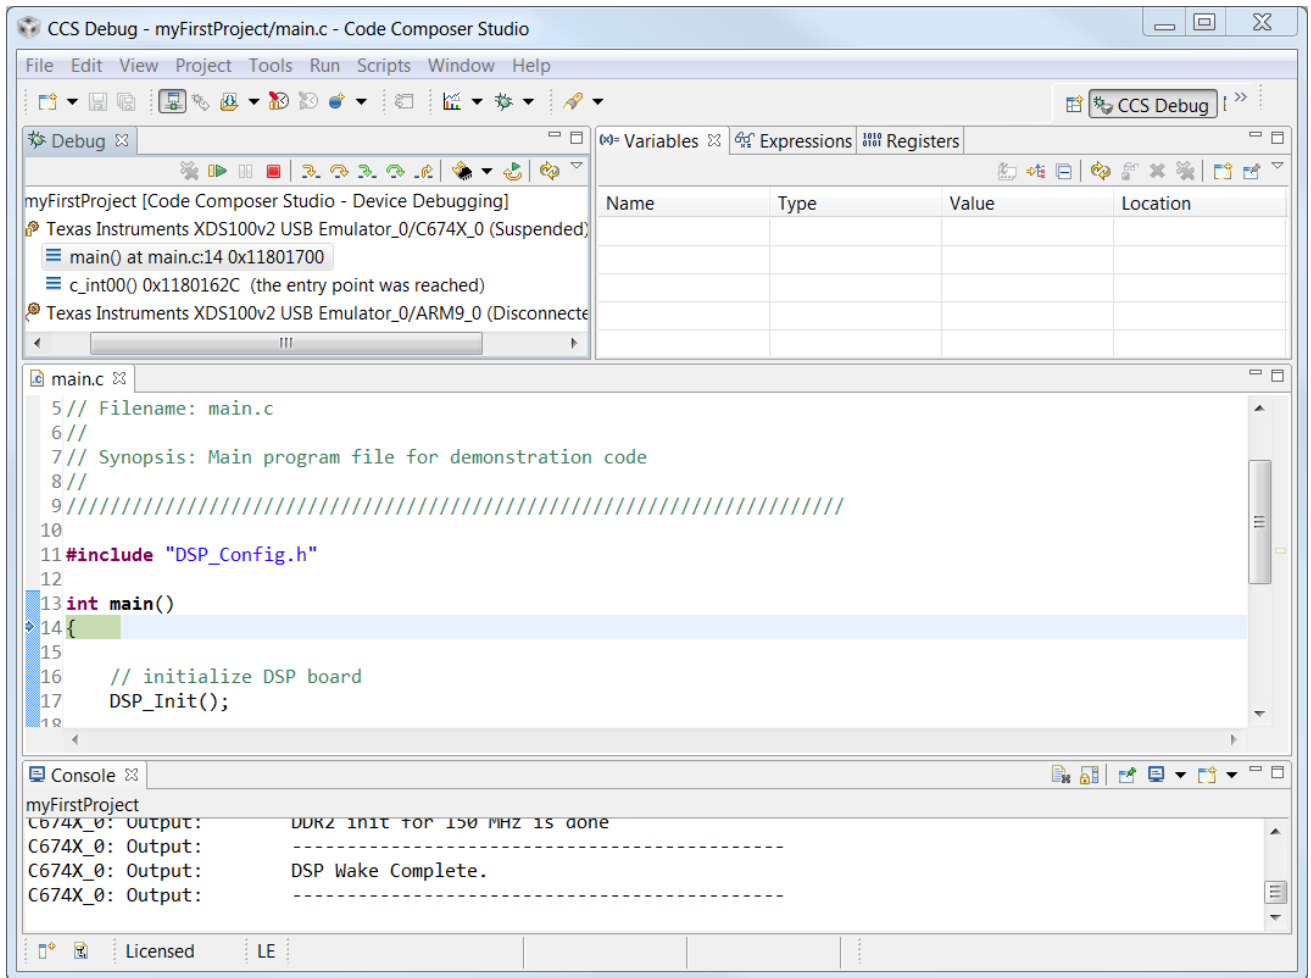 CCS Debug - myFirstProject/main.c - Code Composer Studio
File Edit View Project Tools Run Scripts Window Help
CCS Debug
Debug
Variables Expressions Registers
myFirstProject [Code Composer Studio - Device Debugging]
Texas Instruments XDS100v2 USB Emulator_0/C674X_0 (Suspended)
main() at main.c:14 0x11801700
c_int00() 0x1180162C (the entry point was reached)
Texas Instruments XDS100v2 USB Emulator_0/ARM9_0 (Disconnecte
Name Type Value Location
main.c
5 // Filename: main.c
6 //
7 // Synopsis: Main program file for demonstration code
8 //
9 ///////////////////////////////////////////////////////////////////////
10
11 #include "DSP_Config.h"
12
13 int main()
14 {
15
16 // initialize DSP board
17 DSP_Init();
18
Console
myFirstProject
C674X_0: Output: DDR2 init for 150 MHz is done
C674X_0: Output: ---------------------------------------------
C674X_0: Output: DSP Wake Complete.
C674X_0: Output: ---------------------------------------------
Licensed LE